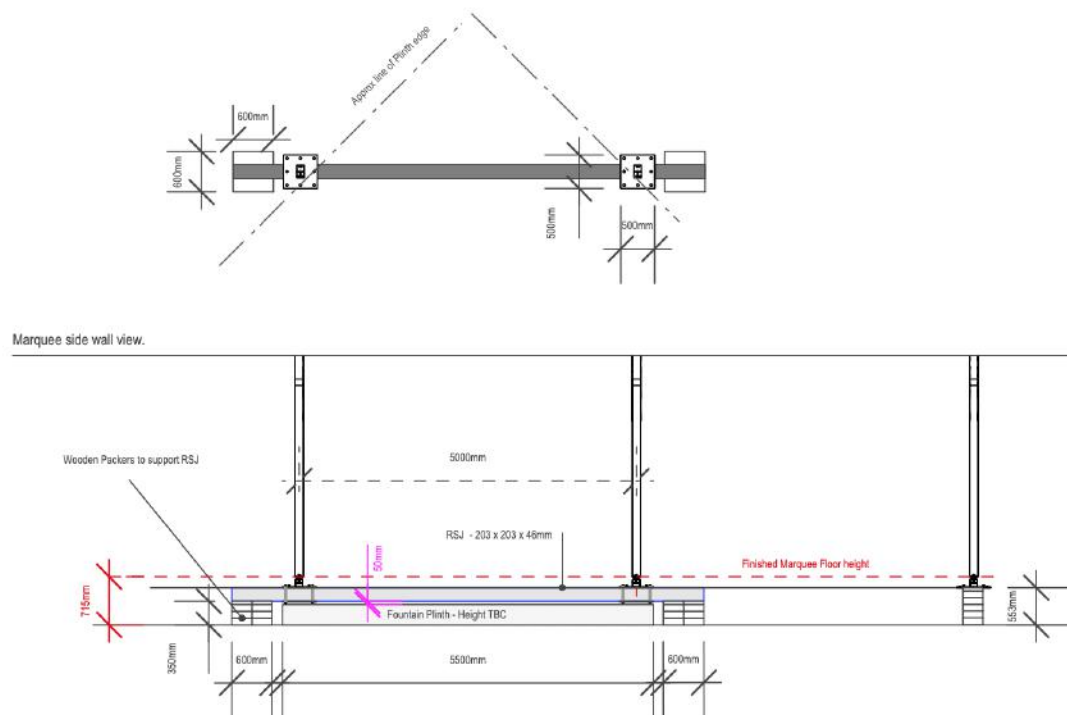 Approx line of Plinth edge
600mm
600mm
500mm
500mm
Marquee side wall view.
Wooden Packers to support RSJ
5000mm
RSJ - 203 x 203 x 46mm
50mm
Finished Marquee Floor height
715mm
Fountain Plinth - Height TBC
553mm
350mm
600mm
5500mm
600mm